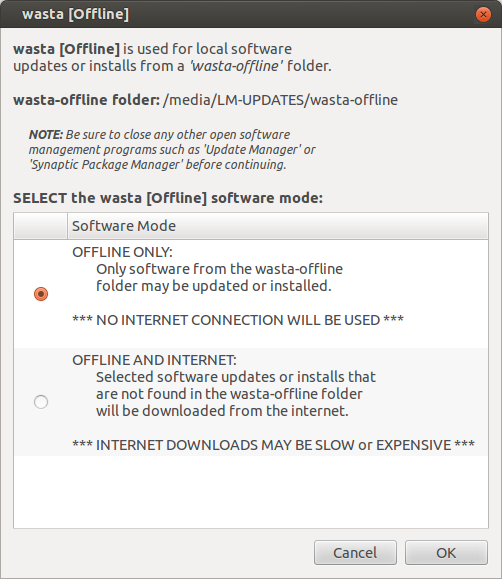 wasta [Offline]
wasta [Offline] is used for local software
updates or installs from a 'wasta-offline' folder.
wasta-offline folder: /media/LM-UPDATES/wasta-offline
NOTE: Be sure to close any other open software
management programs such as 'Update Manager' or
'Synaptic Package Manager' before continuing.
SELECT the wasta [Offline] software mode:
Software Mode
OFFLINE ONLY:
Only software from the wasta-offline
folder may be updated or installed.
*** NO INTERNET CONNECTION WILL BE USED ***
OFFLINE AND INTERNET:
Selected software updates or installs that
are not found in the wasta-offline folder
will be downloaded from the internet.
*** INTERNET DOWNLOADS MAY BE SLOW or EXPENSIVE ***
Cancel OK